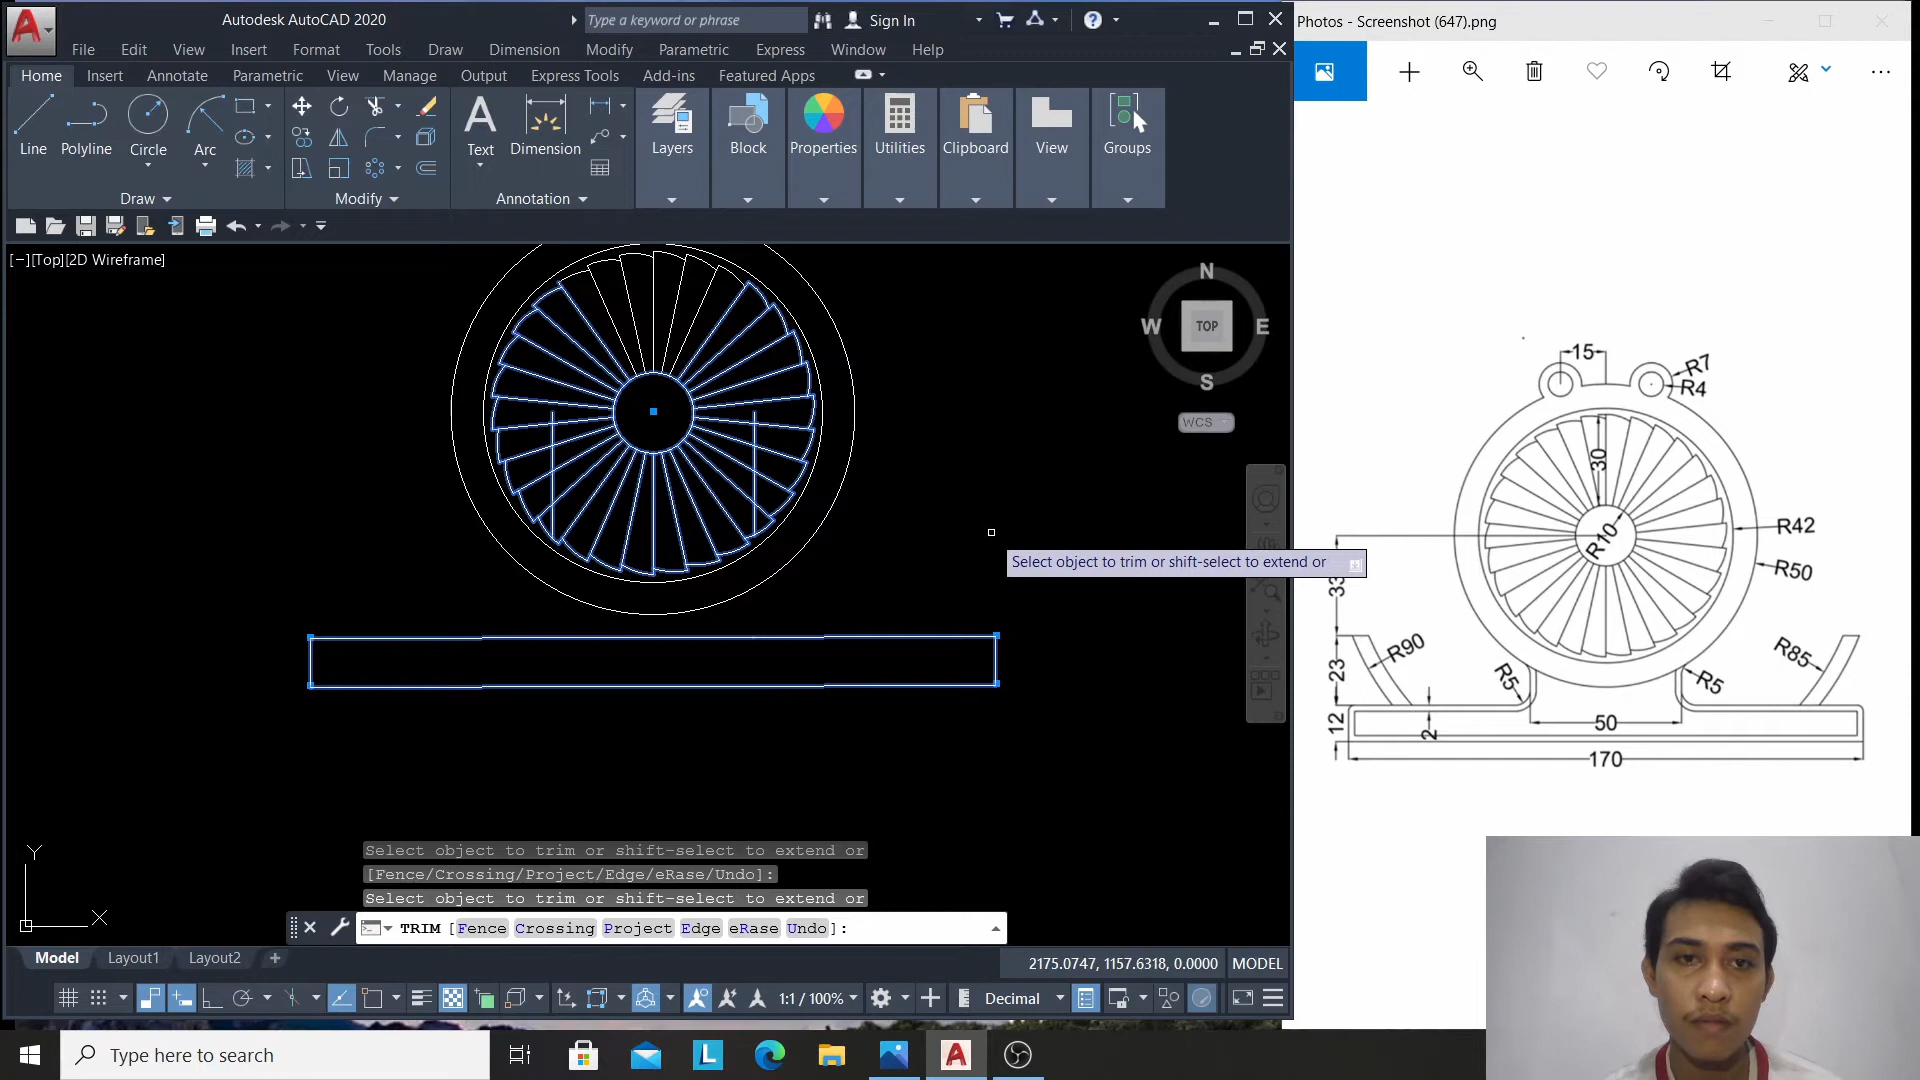 Autodesk AutoCAD 2020
Type a keyword or phrase
Sign In
Photos - Screenshot (647).png
File Edit View Insert Format Tools Draw Dimension Modify Parametric Express Window Help
Home Insert Annotate Parametric View Manage Output Express Tools Add-ins Featured Apps
Line Polyline Circle Arc
Text Dimension
Layers Block Properties Utilities Clipboard View Groups
Draw Modify Annotation
[−][Top][2D Wireframe]
N
W TOP E
S
WCS
Select object to trim or shift-select to extend or
15
R7
R4
30
R10
R42
R50
33
R90
R85
23
R5
R5
12
2
50
170
Select object to trim or shift-select to extend or
[Fence/Crossing/Project/Edge/eRase/Undo]:
Select object to trim or shift-select to extend or
TRIM [Fence Crossing Project Edge eRase Undo]:
Y
X
Model Layout1 Layout2
2175.0747, 1157.6318, 0.0000 MODEL
1:1 / 100% Decimal
Type here to search